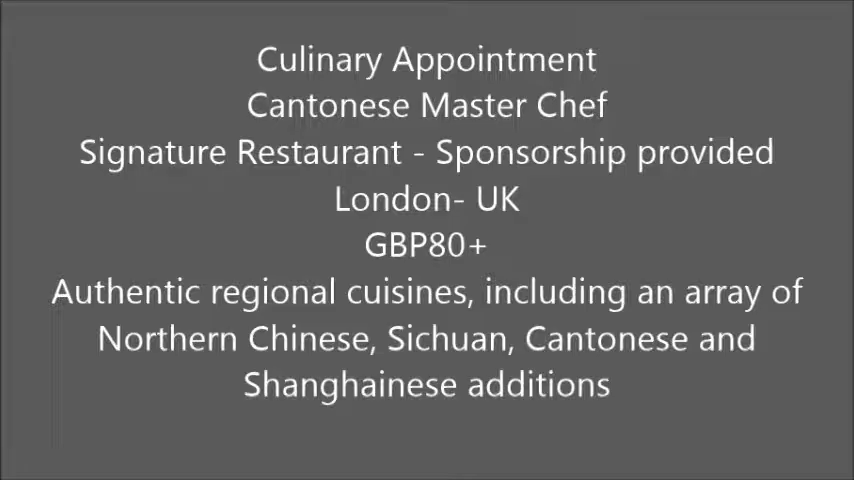 Culinary Appointment
Cantonese Master Chef
Signature Restaurant - Sponsorship provided
London- UK
GBP80+
Authentic regional cuisines, including an array of
Northern Chinese, Sichuan, Cantonese and
Shanghainese additions